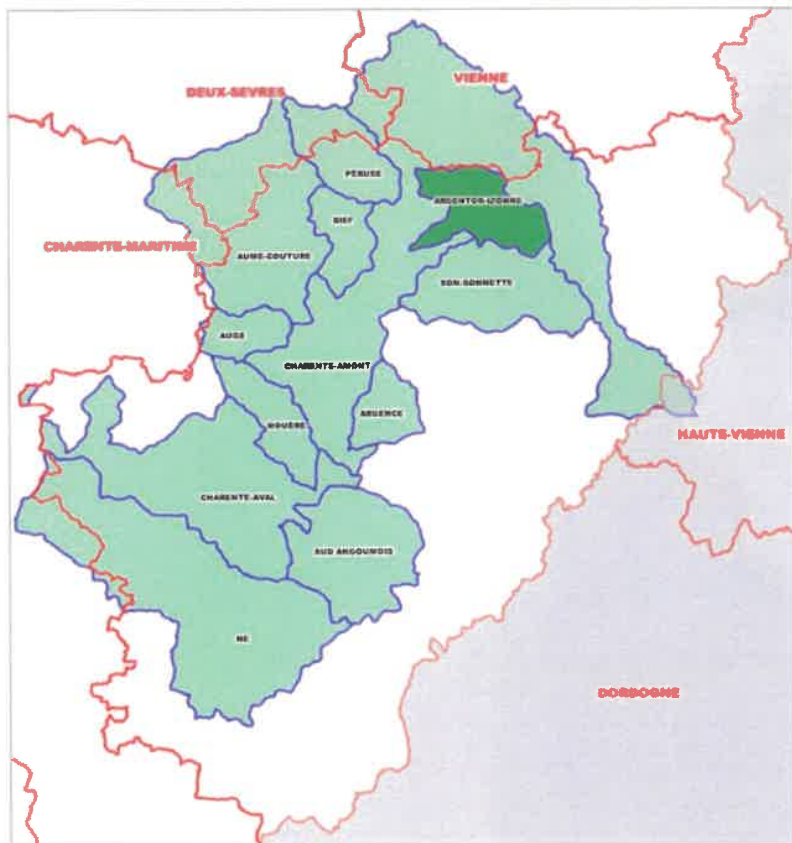 DEUX-SEVRES
VIENNE
PÉRUSE
ARGENTOR-IZONNE
BIEF
CHARENTE-MARITIME
AUME-COUTURE
SON-SONNETTE
AUGE
CHARENTE-AMONT
ARGENCE
NOUÈRE
HAUTE-VIENNE
CHARENTE-AVAL
SUD ANGOUMOIS
NE
DORDOGNE